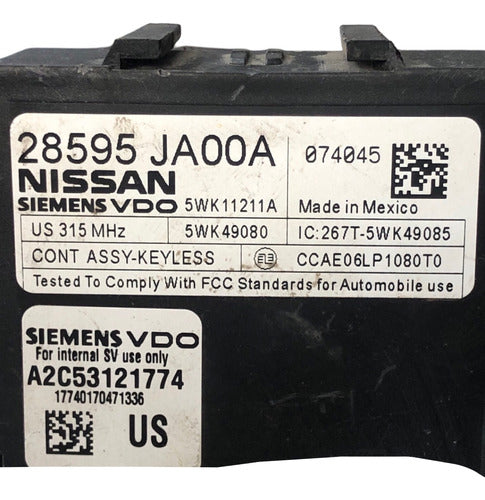 28595 JA00A 074045
NISSAN
SIEMENS VDO 5WK11211A Made in Mexico
US 315 MHz 5WK49080 IC:267T-5WK49085
CONT ASSY-KEYLESS CCAE06LP1080T0
Tested To Comply With FCC Standards for Automobile use
SIEMENS VDO
For internal SV use only
A2C53121774
17740170471336
US